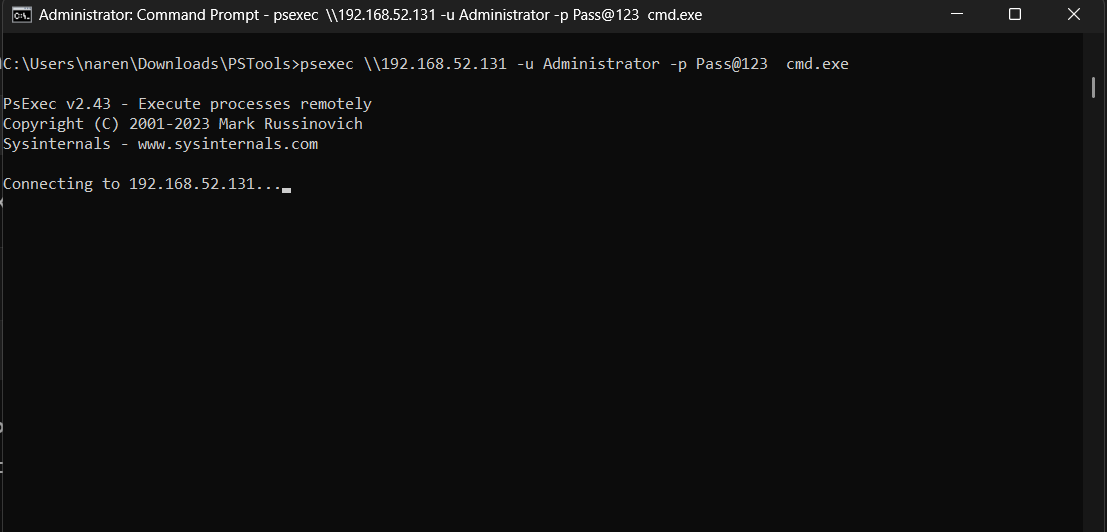 Administrator: Command Prompt - psexec  \\192.168.52.131 -u Administrator -p Pass@123  cmd.exe
C:\Users\naren\Downloads\PSTools>psexec \\192.168.52.131 -u Administrator -p Pass@123  cmd.exe
PsExec v2.43 - Execute processes remotely
Copyright (C) 2001-2023 Mark Russinovich
Sysinternals - www.sysinternals.com
Connecting to 192.168.52.131...